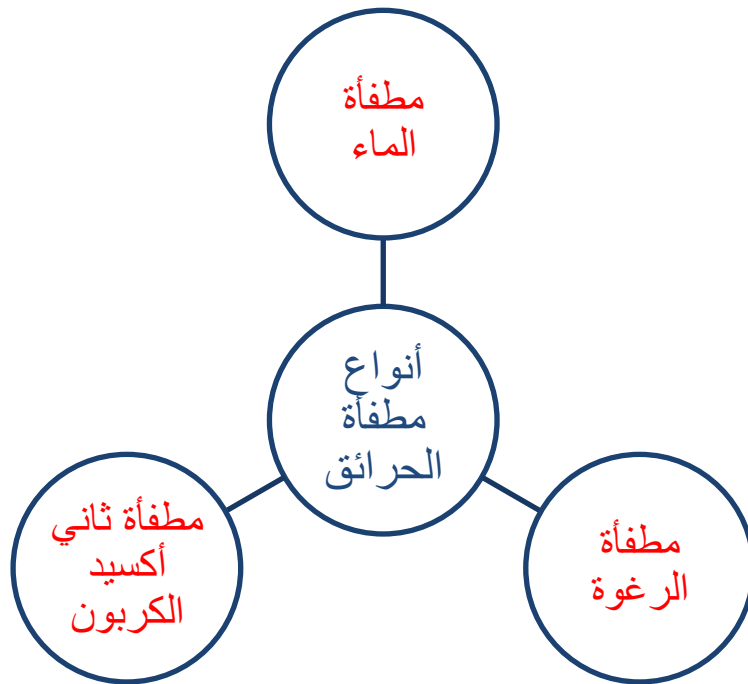 مطفأة
الماء
أنواع
مطفأة
الحرائق
مطفأة
الرغوة
مطفأة ثاني
أكسيد
الكربون